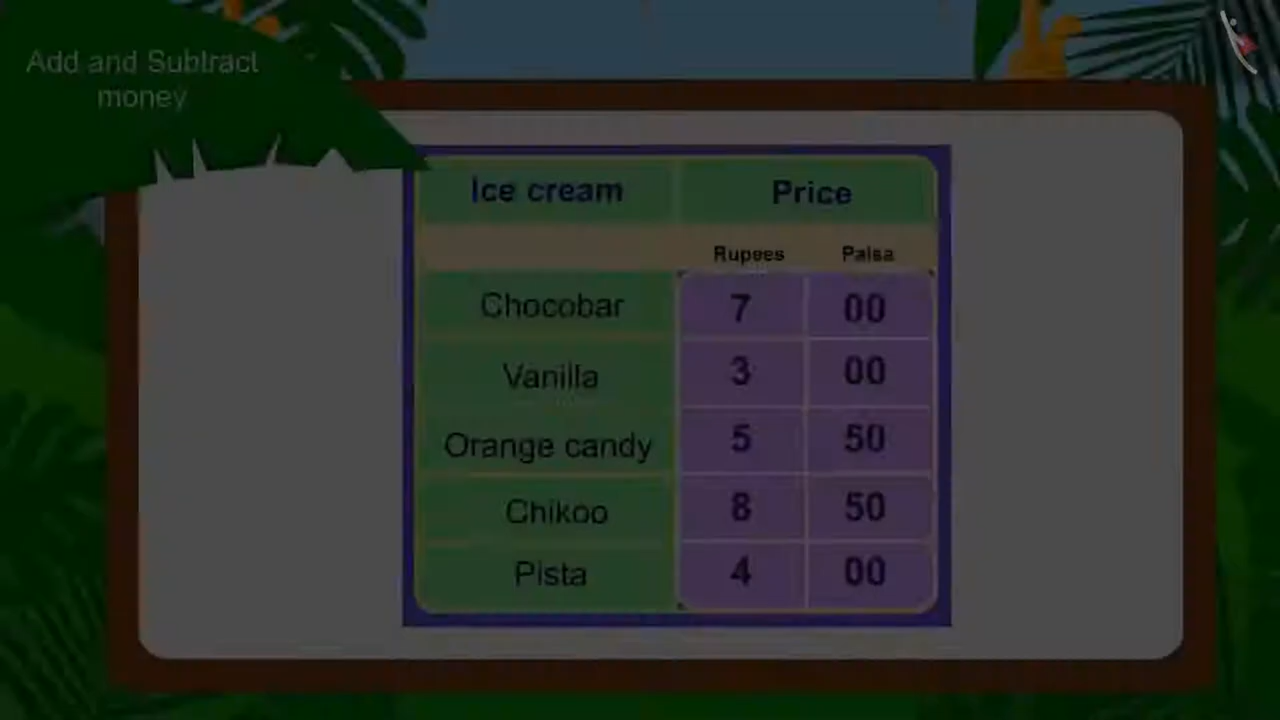 Add and Subtract
money
Ice cream Price
Rupees Paisa
Chocobar 7 00
Vanilla 3 00
Orange candy 5 50
Chikoo 8 50
Pista 4 00